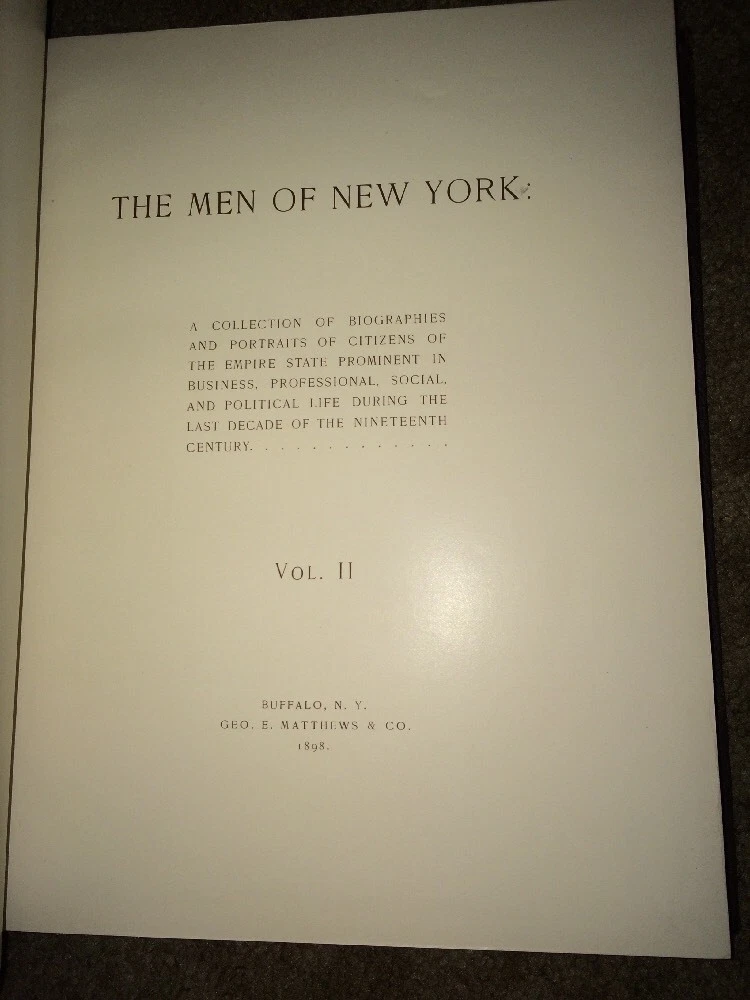 THE MEN OF NEW YORK:
A COLLECTION OF BIOGRAPHIES
AND PORTRAITS OF CITIZENS OF
THE EMPIRE STATE PROMINENT IN
BUSINESS, PROFESSIONAL, SOCIAL,
AND POLITICAL LIFE DURING THE
LAST DECADE OF THE NINETEENTH
CENTURY. . . . . . . . . . . .
VOL. II
BUFFALO, N. Y.
GEO. E. MATTHEWS & CO.
1898.